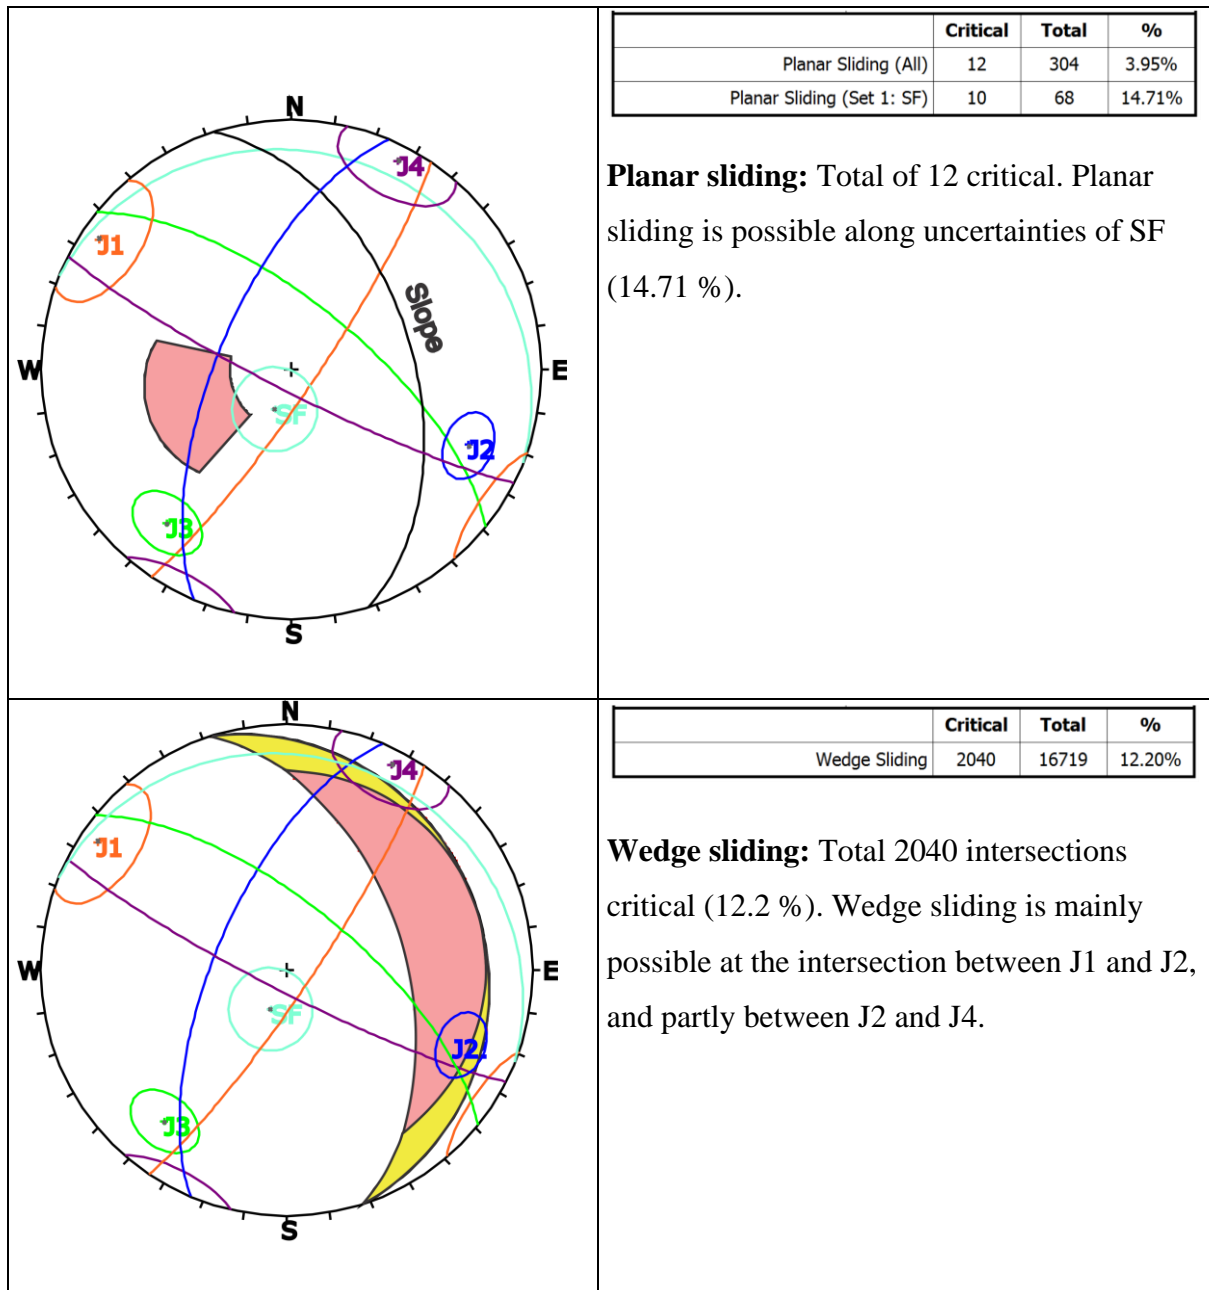 N
J4
J1
Slope
W
E
SF
J2
J3
S
Critical Total %
Planar Sliding (All) 12 304 3.95%
Planar Sliding (Set 1: SF) 10 68 14.71%
Planar sliding: Total of 12 critical. Planar
sliding is possible along uncertainties of SF
(14.71 %).
N
J4
J1
W
E
SF
J2
J3
S
Critical Total %
Wedge Sliding 2040 16719 12.20%
Wedge sliding: Total 2040 intersections
critical (12.2 %). Wedge sliding is mainly
possible at the intersection between J1 and J2,
and partly between J2 and J4.